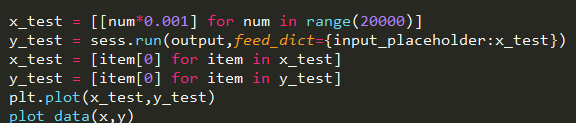 x_test = [[num*0.001] for num in range(20000)]
y_test = sess.run(output,feed_dict={input_placeholder:x_test})
x_test = [item[0] for item in x_test]
y_test = [item[0] for item in y_test]
plt.plot(x_test,y_test)
plot_data(x,y)